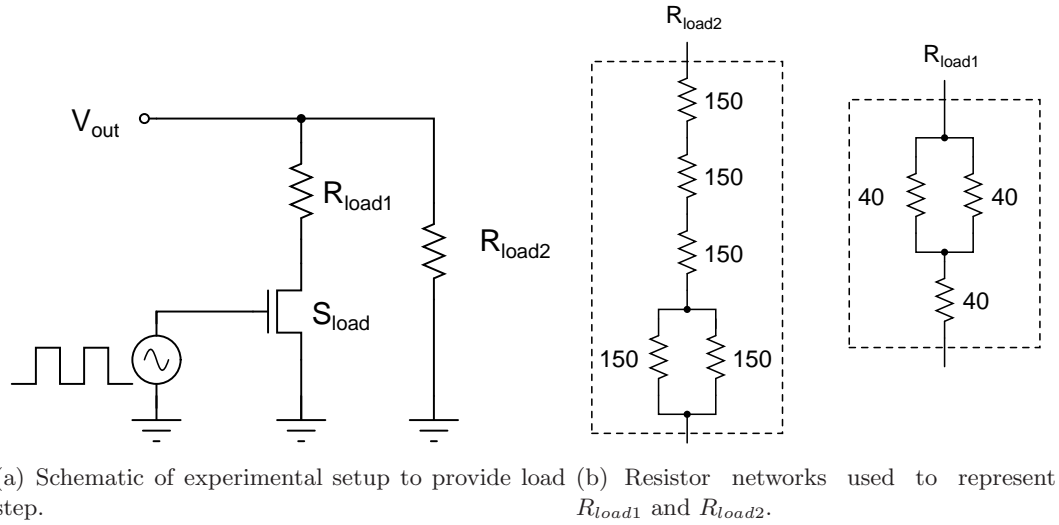 V_out
R_load1
R_load2
S_load
R_load2
150
150
150
150 150
R_load1
40 40
40
(a) Schematic of experimental setup to provide load step.
(b) Resistor networks used to represent R_load1 and R_load2.